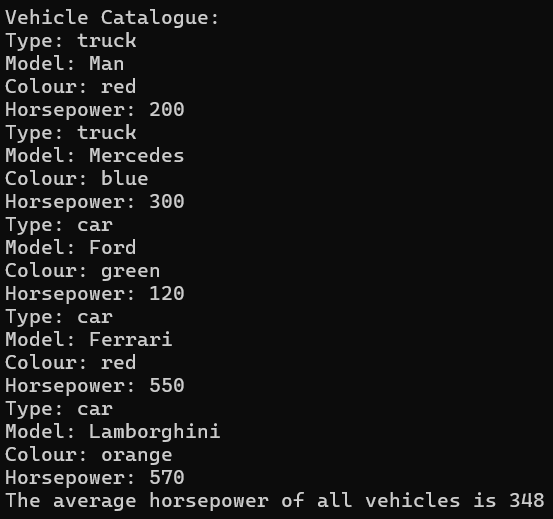 Vehicle Catalogue:
Type: truck
Model: Man
Colour: red
Horsepower: 200
Type: truck
Model: Mercedes
Colour: blue
Horsepower: 300
Type: car
Model: Ford
Colour: green
Horsepower: 120
Type: car
Model: Ferrari
Colour: red
Horsepower: 550
Type: car
Model: Lamborghini
Colour: orange
Horsepower: 570
The average horsepower of all vehicles is 348